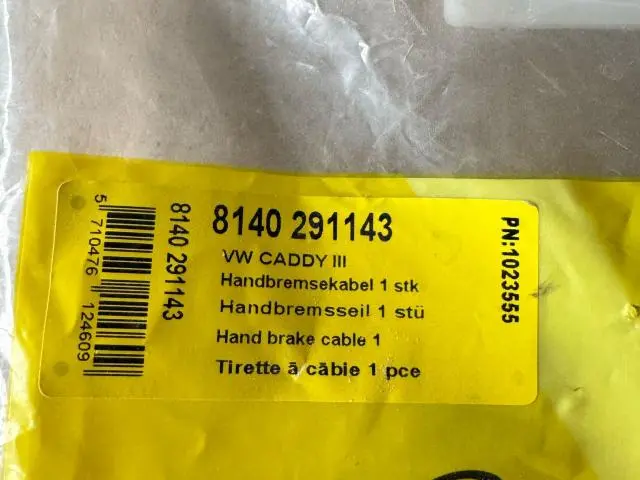 8140 291143
VW CADDY III
Handbremsekabel 1 stk
Handbremsseil 1 stü
Hand brake cable 1
Tirette ā cābie 1 pce
PN:1023555
8140 291143
5 710476 124609